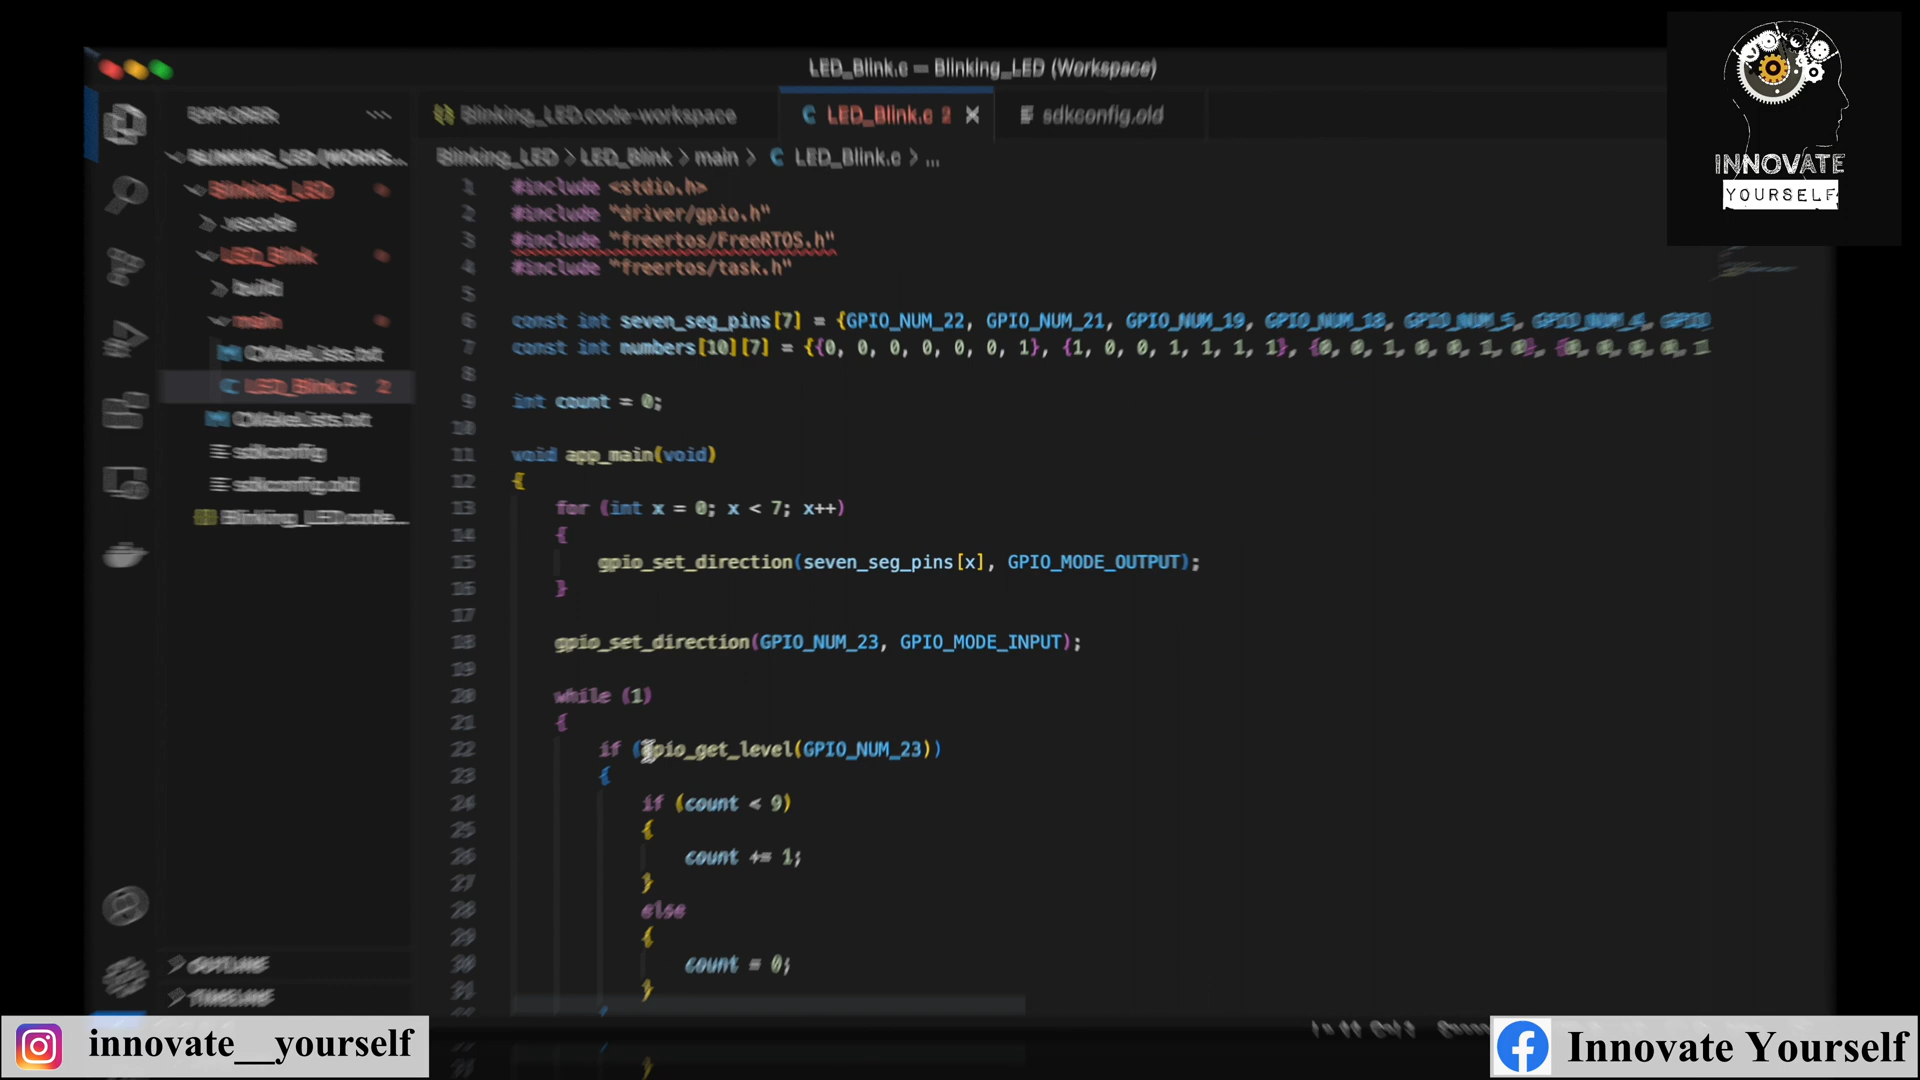 LED_Blink.c — Blinking_LED (Workspace)
INNOVATE
YOURSELF
EXPLORER
Blinking_LED.code-workspace
LED_Blink.c 2
sdkconfig.old
BLINKING_LED (WORKS...
Blinking_LED > LED_Blink > main > C LED_Blink.c > ...
Blinking_LED
.vscode
LED_Blink
build
main
CMakeLists.txt
LED_Blink.c 2
CMakeLists.txt
sdkconfig
sdkconfig.old
Blinking_LED.code...
OUTLINE
TIMELINE
1 #include <stdio.h>
2 #include "driver/gpio.h"
3 #include "freertos/FreeRTOS.h"
4 #include "freertos/task.h"
5
6 const int seven_seg_pins[7] = {GPIO_NUM_22, GPIO_NUM_21, GPIO_NUM_19, GPIO_NUM_18, GPIO_NUM_5, GPIO_NUM_4, GPIO
7 const int numbers[10][7] = {{0, 0, 0, 0, 0, 0, 1}, {1, 0, 0, 1, 1, 1, 1}, {0, 0, 1, 0, 0, 1, 0}, {0, 0, 0, 0, 1
8
9 int count = 0;
10
11 void app_main(void)
12 {
13 for (int x = 0; x < 7; x++)
14 {
15 gpio_set_direction(seven_seg_pins[x], GPIO_MODE_OUTPUT);
16 }
17
18 gpio_set_direction(GPIO_NUM_23, GPIO_MODE_INPUT);
19
20 while (1)
21 {
22 if (gpio_get_level(GPIO_NUM_23))
23 {
24 if (count < 9)
25 {
26 count += 1;
27 }
28 else
29 {
30 count = 0;
31 }
innovate__yourself
Innovate Yourself